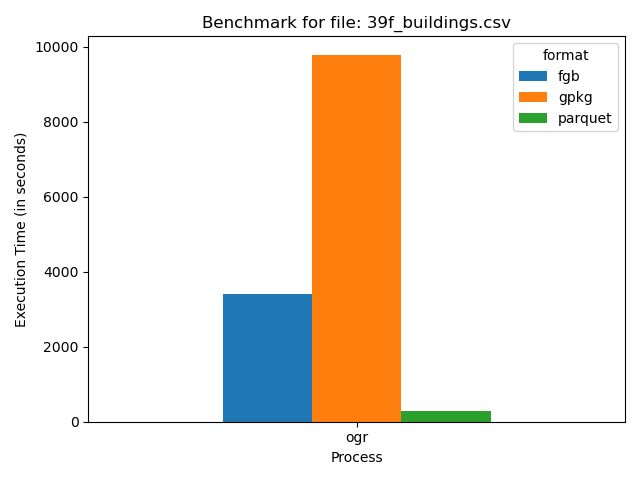 Benchmark for file: 39f_buildings.csv
10000
8000
6000
4000
2000
0
Execution Time (in seconds)
format
fgb
gpkg
parquet
ogr
Process